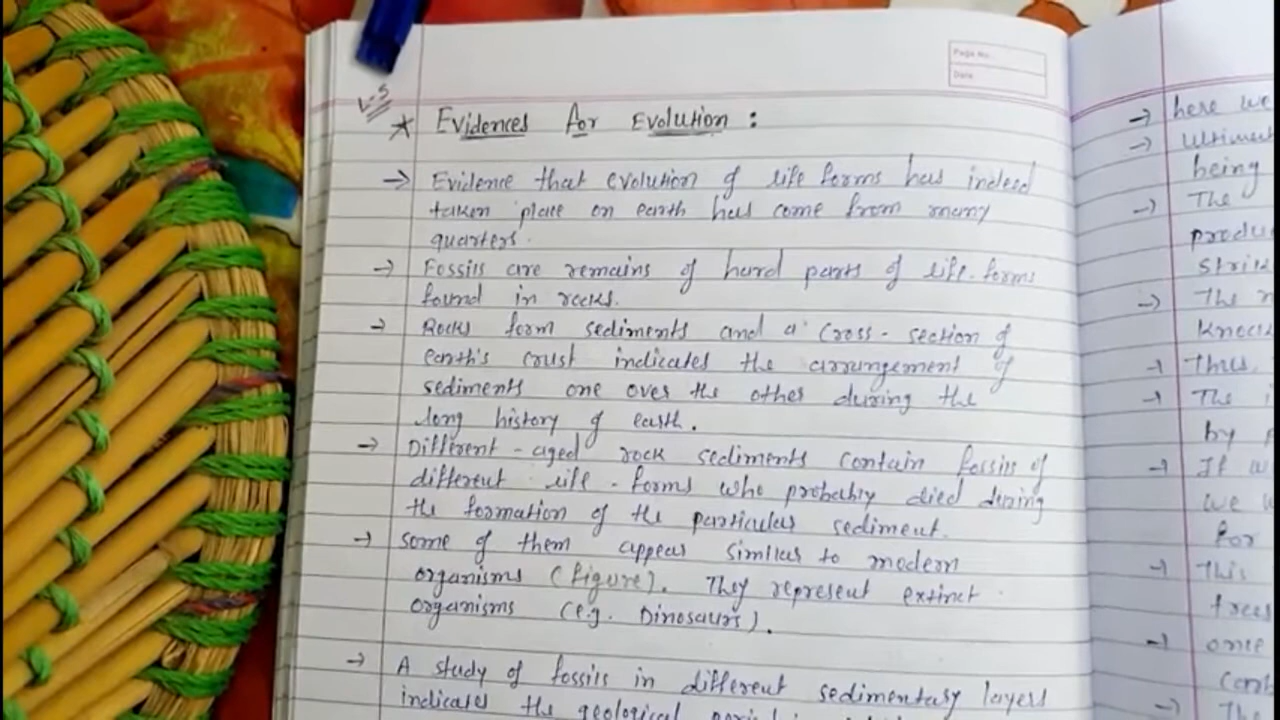 Page No.
Date
L-5
* Evidences for Evolution :
→ Evidence that evolution of life forms has indeed
taken place on earth has come from many
quarters.
→ Fossils are remains of hard parts of life-forms
found in rocks.
→ Rocks form sediments and a cross-section of
earth's crust indicates the arrangement of
sediments one over the other during the
long history of earth.
→ Different-aged rock sediments contain fossils of
different life-forms who probably died during
the formation of the particular sediment.
→ Some of them appear similar to modern
organisms (Figure). They represent extinct
organisms (e.g. Dinosaurs).
→ A study of fossils in different sedimentary layers
indicates the geological
→ here we
→
being
→ The
produ
→ The
→ Thus,
→ The
by
→ If
we
for
→ This
trees
→ once
→ The